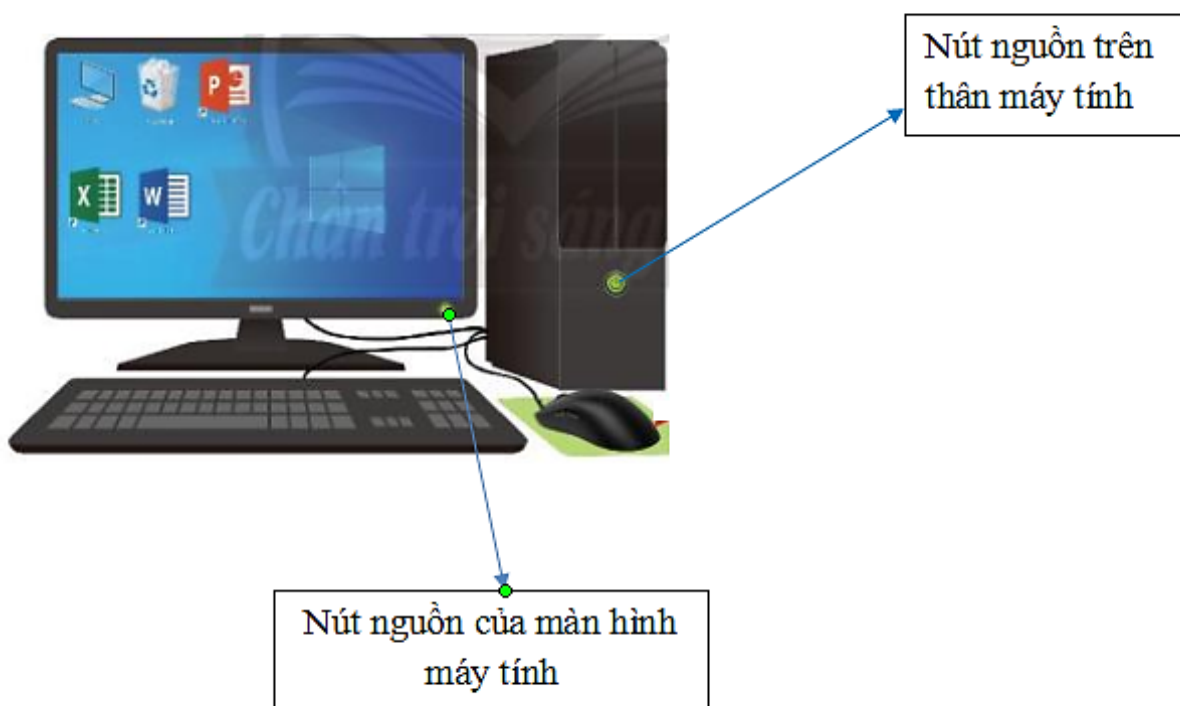 Nút nguồn trên
thân máy tính
P
X
W
Chân trời sáng
Nút nguồn của màn hình
máy tính